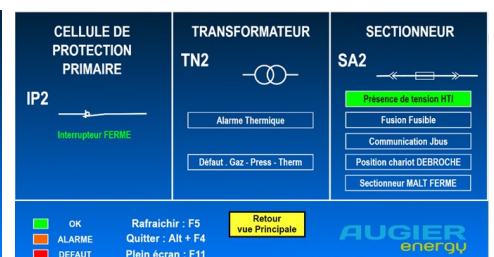 CELLULE DE
PROTECTION
PRIMAIRE
IP2
Interrupteur FERME
TRANSFORMATEUR
TN2
Alarme Thermique
Défaut . Gaz - Press - Therm
SECTIONNEUR
SA2
Présence de tension HTI
Fusion Fusible
Communication Jbus
Position chariot DEBROCHE
Sectionneur MALT FERME
OK
ALARME
DEFAUT
Rafraichir : F5
Quitter : Alt + F4
Plein écran : F11
Retour
vue Principale
AUGIER
energy